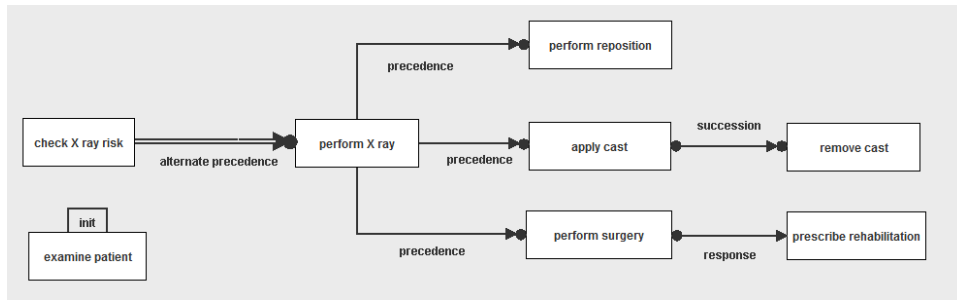 perform reposition
precedence
check X ray risk
alternate precedence
perform X ray
precedence
apply cast
succession
remove cast
init
examine patient
precedence
perform surgery
response
prescribe rehabilitation